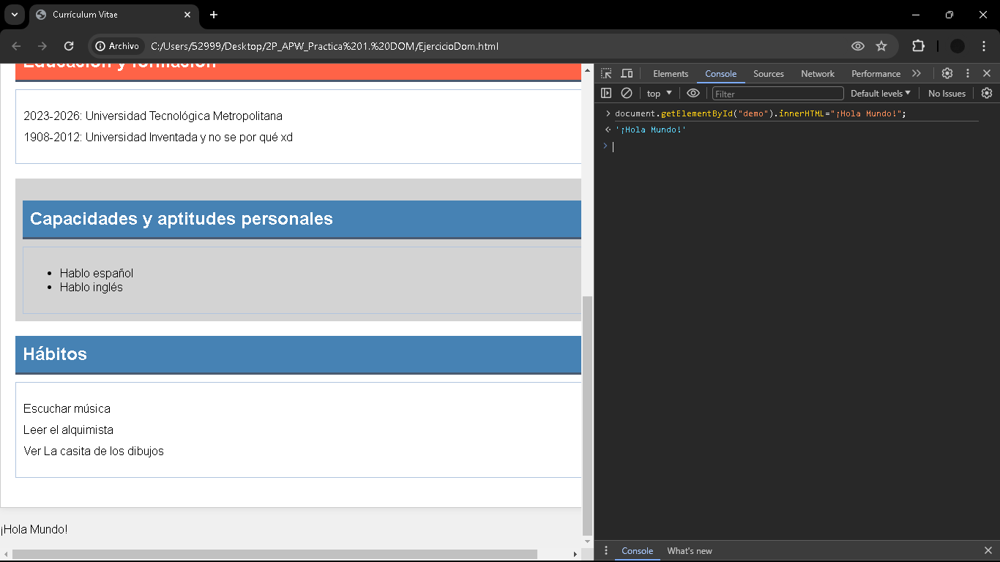 Currículum Vitae
Archivo
C:/Users/52999/Desktop/2P_APW_Practica%201.%20DOM/EjercicioDom.html
Educación y formación
2023-2026: Universidad Tecnológica Metropolitana
1908-2012: Universidad Inventada y no se por qué xd
Capacidades y aptitudes personales
Hablo español
Hablo inglés
Hábitos
Escuchar música
Leer el alquimista
Ver La casita de los dibujos
¡Hola Mundo!
Elements Console Sources Network Performance
top Filter Default levels No Issues
document.getElementById("demo").innerHTML="¡Hola Mundo!";
'¡Hola Mundo!'
Console What's new